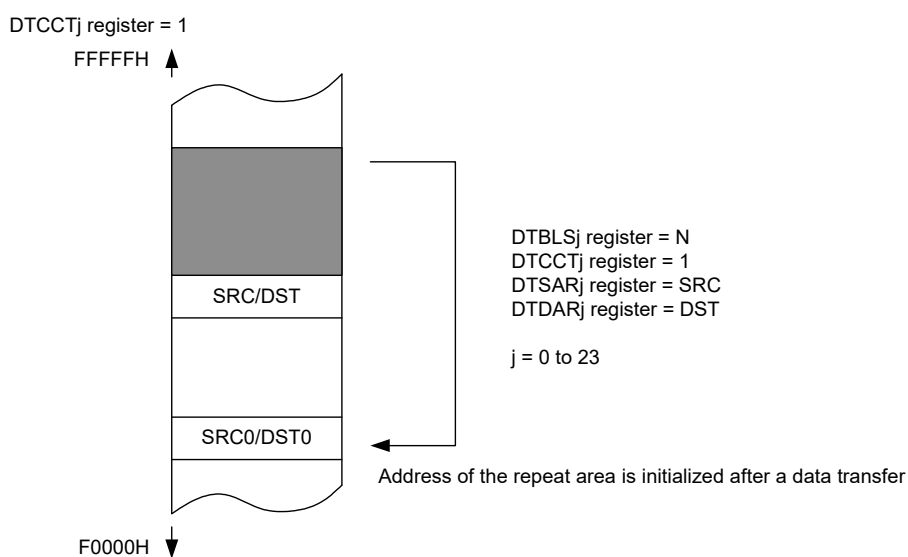 DTCCTj register = 1
FFFFFH
DTBLSj register = N
DTCCTj register = 1
DTSARj register = SRC
DTDARj register = DST
j = 0 to 23
SRC/DST
SRC0/DST0
Address of the repeat area is initialized after a data transfer
F0000H